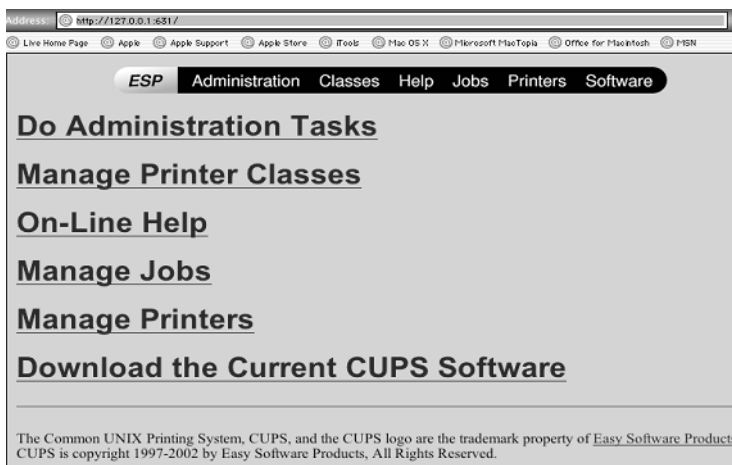 Address: http://127.0.0.1:631/
Live Home Page Apple Apple Support Apple Store iTools Mac OS X Microsoft MacTopia Office for Macintosh MSN
ESP Administration Classes Help Jobs Printers Software
Do Administration Tasks
Manage Printer Classes
On-Line Help
Manage Jobs
Manage Printers
Download the Current CUPS Software
The Common UNIX Printing System, CUPS, and the CUPS logo are the trademark property of Easy Software Products
CUPS is copyright 1997-2002 by Easy Software Products, All Rights Reserved.